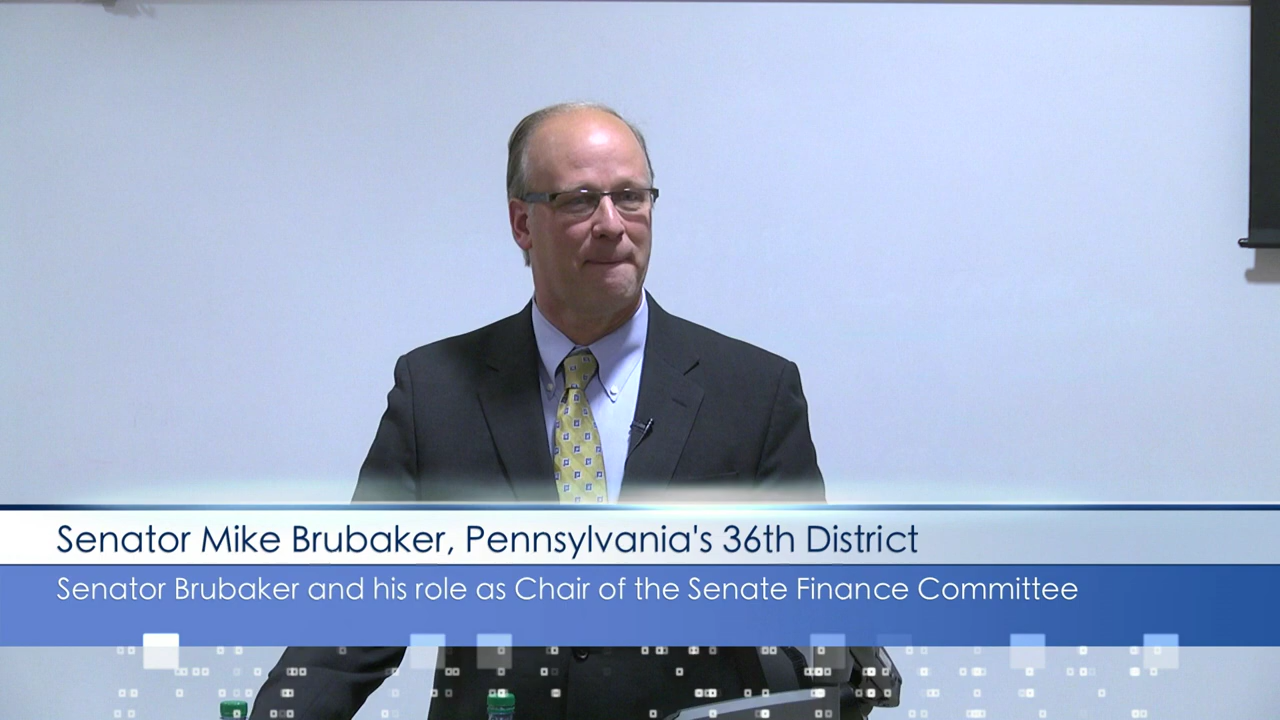 Senator Mike Brubaker, Pennsylvania's 36th District
Senator Brubaker and his role as Chair of the Senate Finance Committee